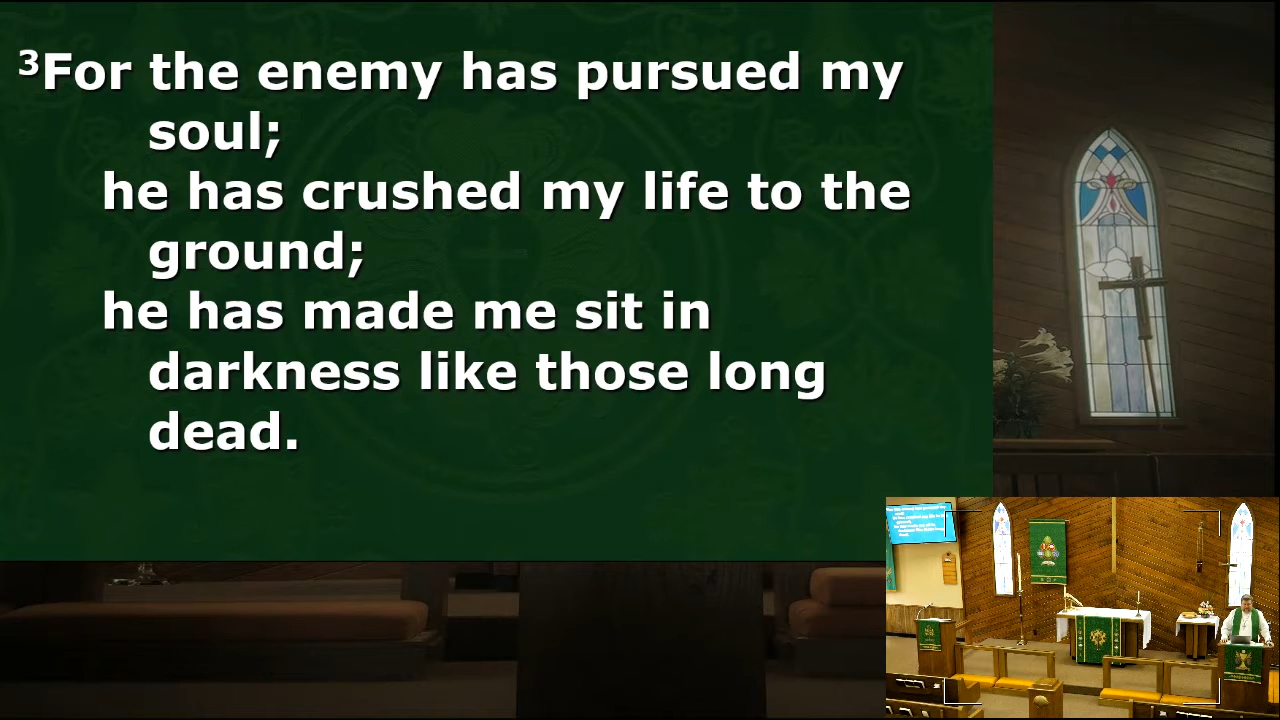 ³For the enemy has pursued my
soul;
he has crushed my life to the
ground;
he has made me sit in
darkness like those long
dead.